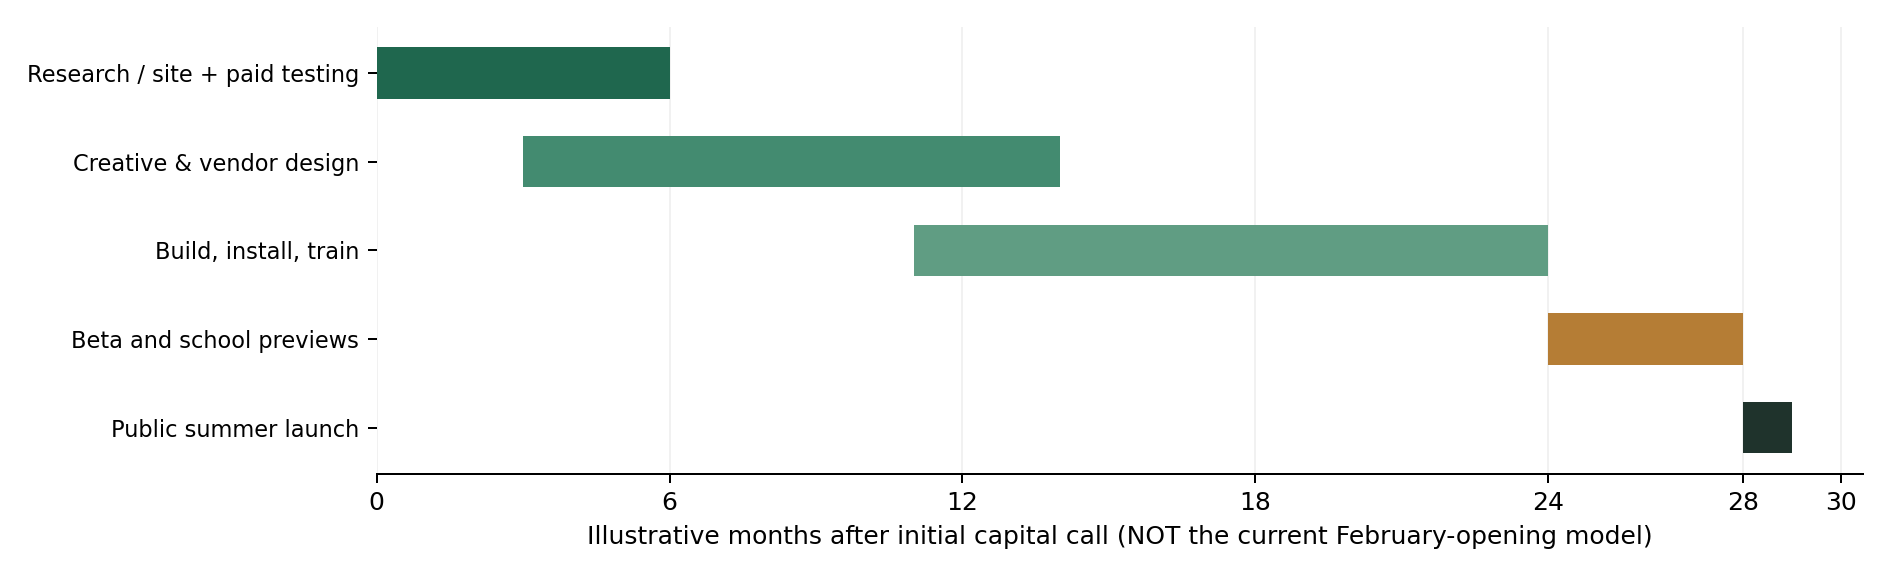 Research / site + paid testing
Creative & vendor design
Build, install, train
Beta and school previews
Public summer launch
0 6 12 18 24 28 30
Illustrative months after initial capital call (NOT the current February-opening model)